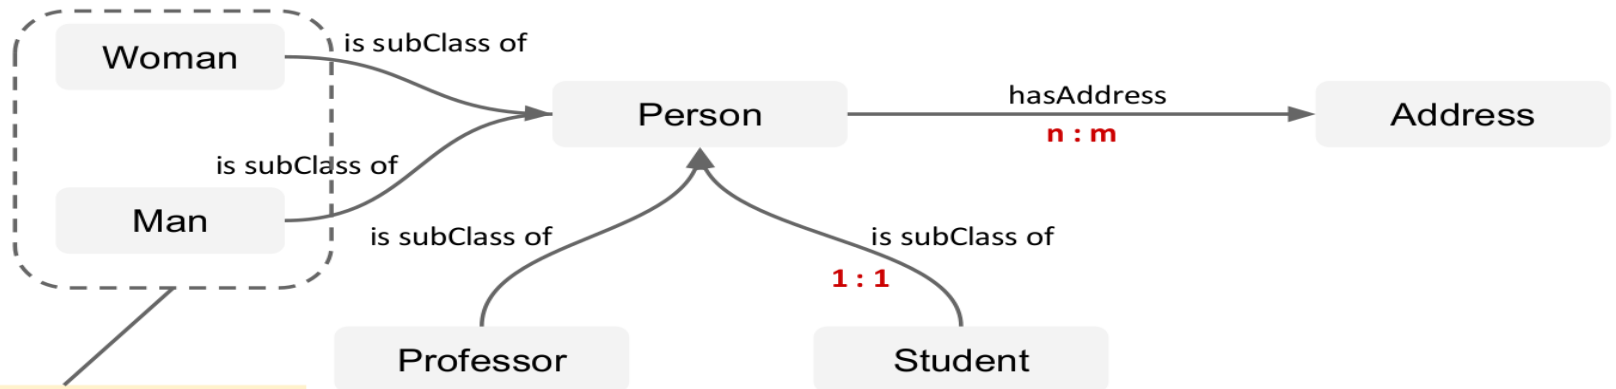 Woman
is subClass of
Person
hasAddress
n : m
Address
is subClass of
Man
is subClass of
is subClass of
1 : 1
Professor
Student